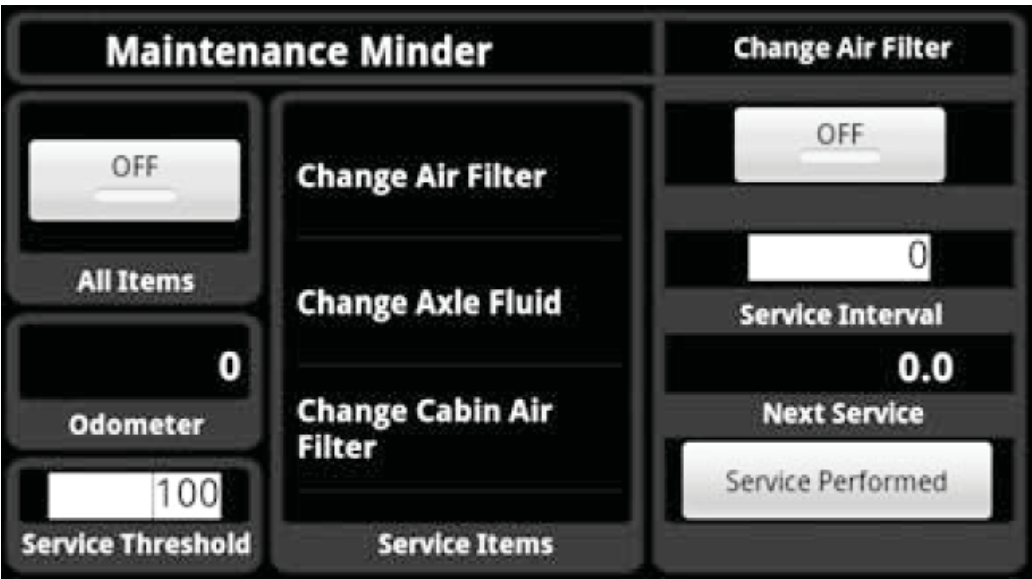 Maintenance Minder
OFF
All Items
0
Odometer
100
Service Threshold
Change Air Filter
Change Axle Fluid
Change Cabin Air
Filter
Service Items
Change Air Filter
OFF
0
Service Interval
0.0
Next Service
Service Performed